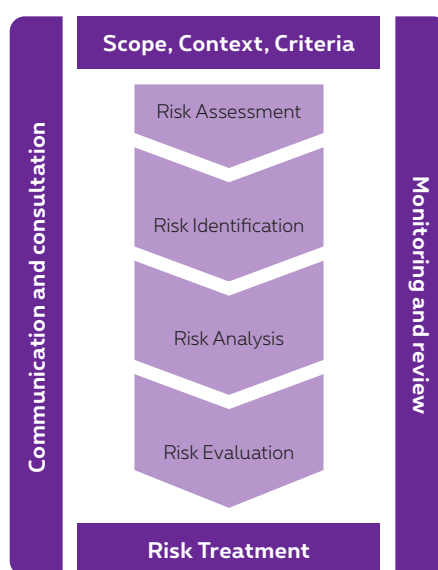 Scope, Context, Criteria
Communication and consultation
Risk Assessment
Risk Identification
Risk Analysis
Risk Evaluation
Monitoring and review
Risk Treatment